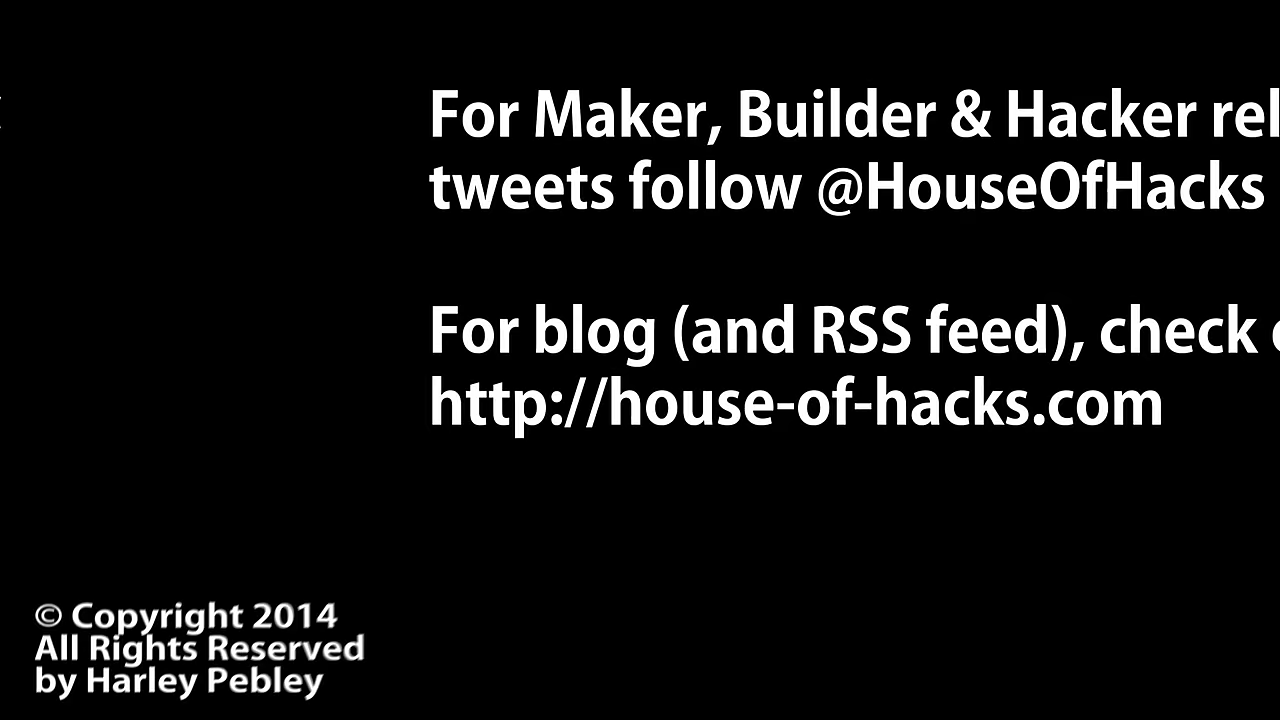 For Maker, Builder & Hacker rel
tweets follow @HouseOfHacks
For blog (and RSS feed), check
http://house-of-hacks.com
© Copyright 2014
All Rights Reserved
by Harley Pebley